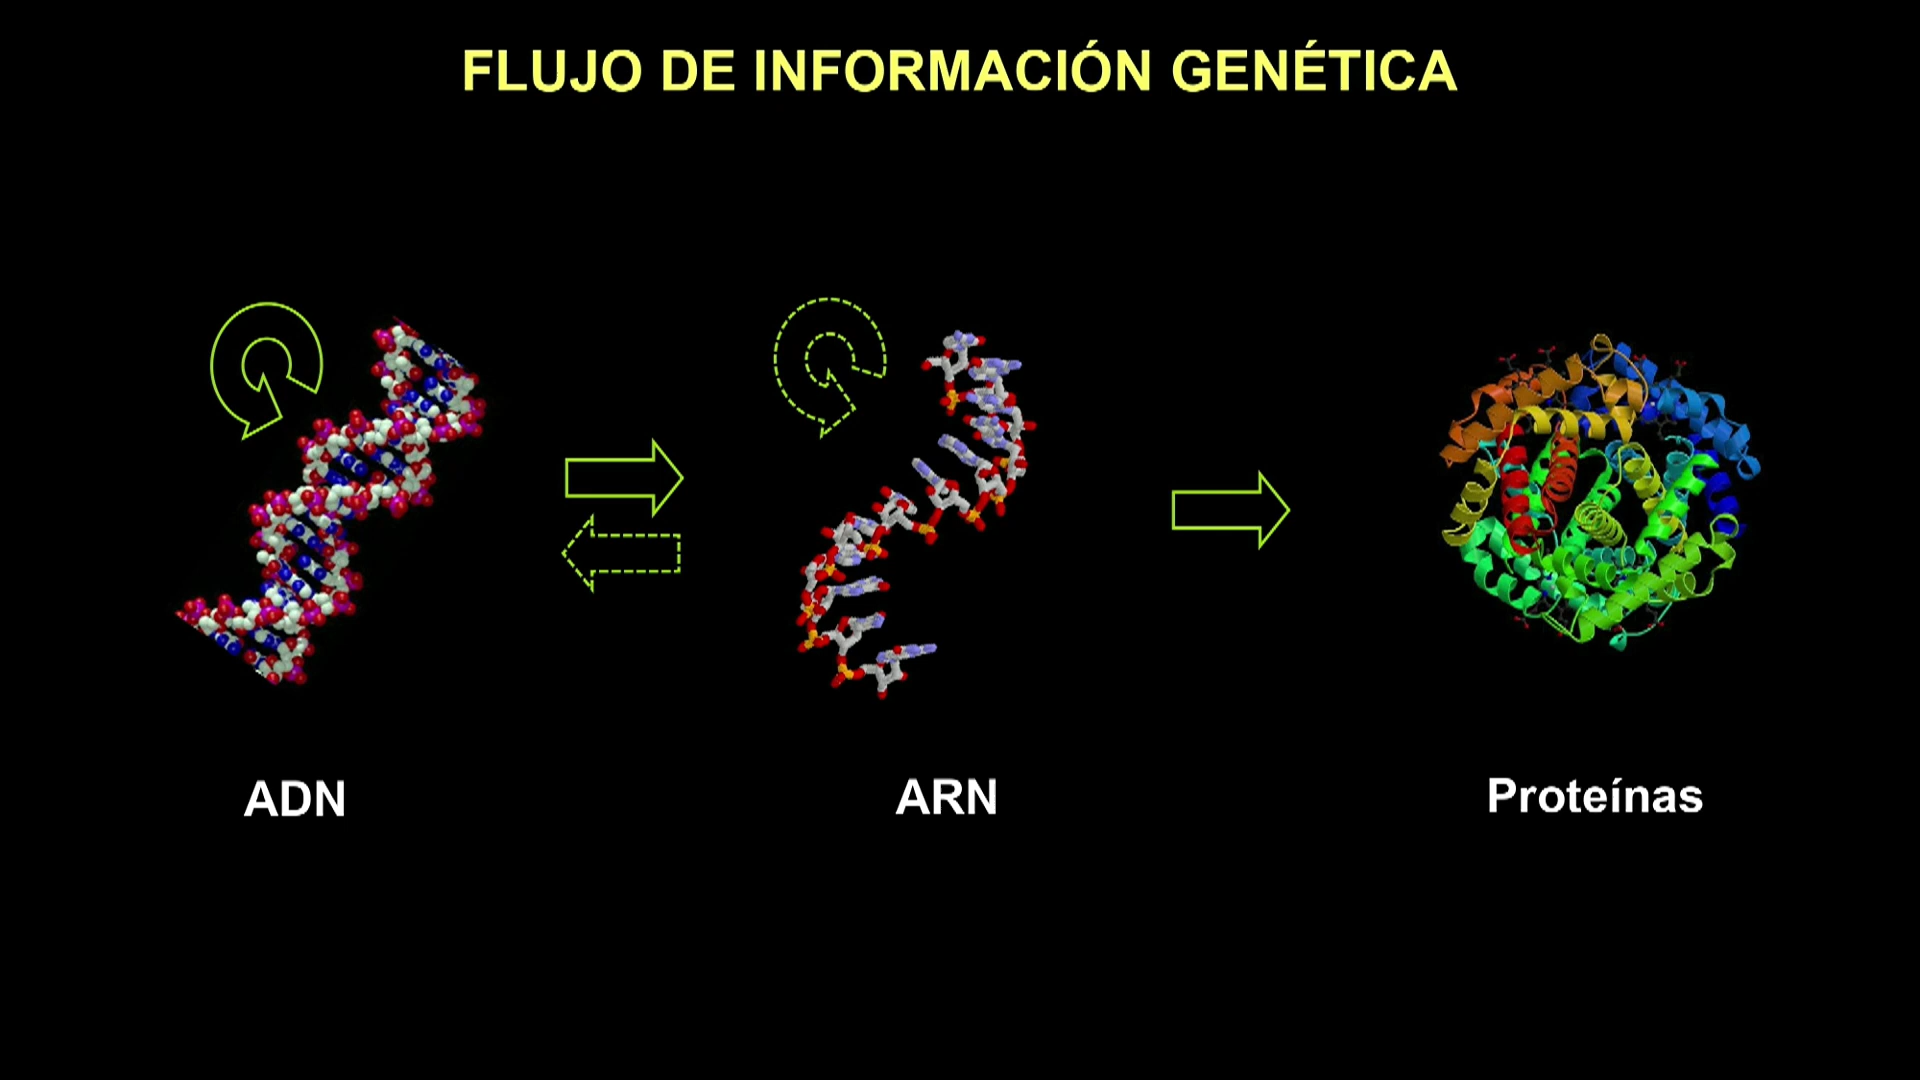 FLUJO DE INFORMACIÓN GENÉTICA
ADN
ARN
Proteínas